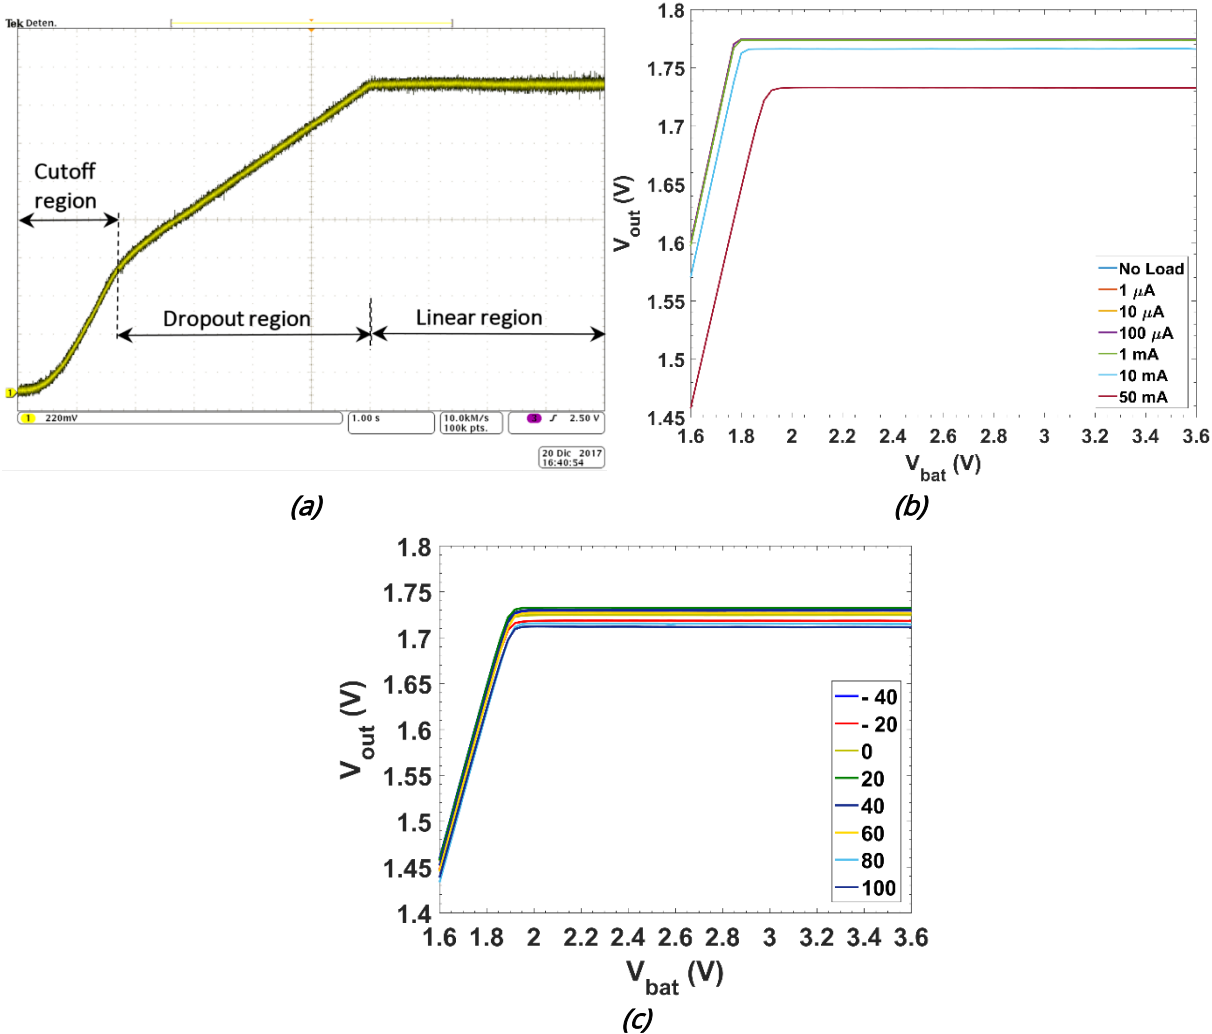 Tek Deten.
Cutoff
region
Dropout region
Linear region
1
1 220mV
1.00 s
10.0kM/s
100k pts.
3 2.50 V
20 Dic 2017
16:40:54
(a)
1.8
1.75
1.7
1.65
1.6
1.55
1.5
1.45
Vout (V)
No Load
1 μA
10 μA
100 μA
1 mA
10 mA
50 mA
1.6 1.8 2 2.2 2.4 2.6 2.8 3 3.2 3.4 3.6
Vbat (V)
(b)
1.8
1.75
1.7
1.65
1.6
1.55
1.5
1.45
1.4
Vout (V)
- 40
- 20
0
20
40
60
80
100
1.6 1.8 2 2.2 2.4 2.6 2.8 3 3.2 3.4 3.6
Vbat (V)
(c)